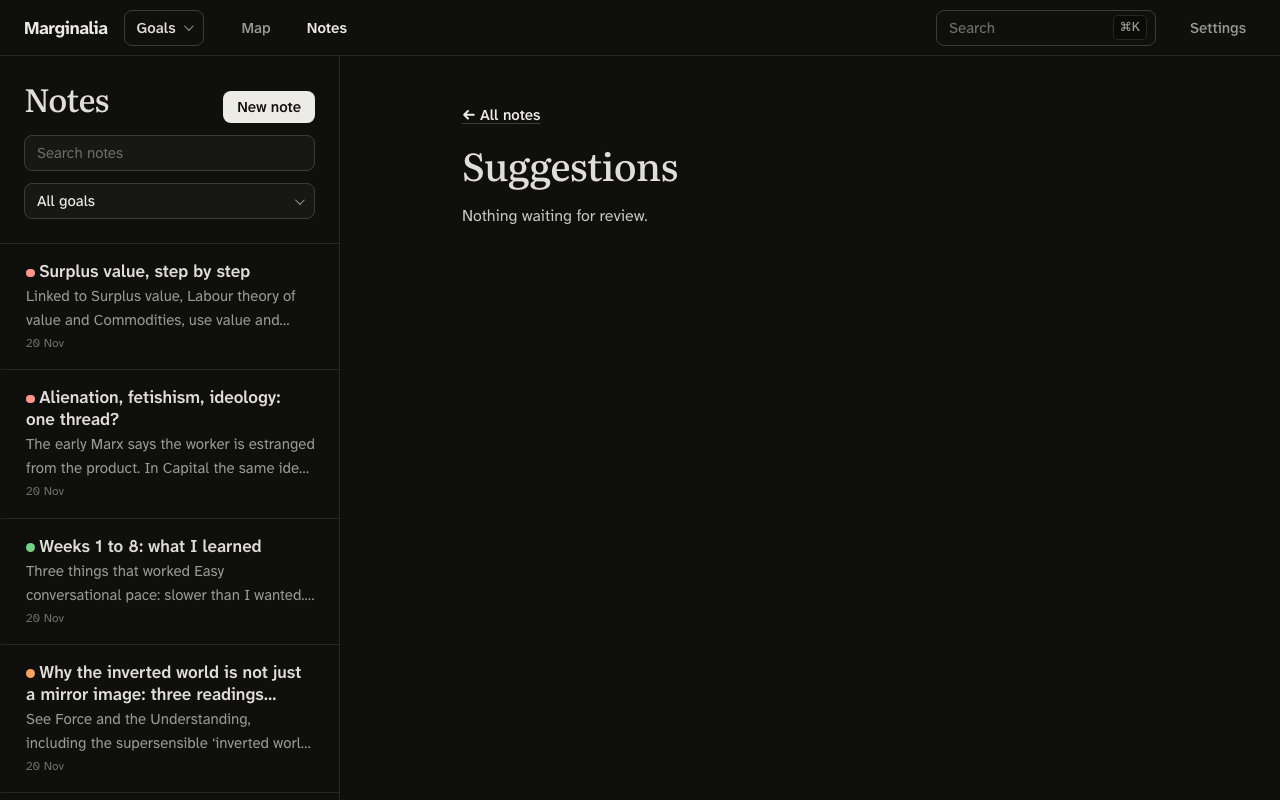 Marginalia
Goals
Map
Notes
Search
⌘K
Settings
Notes
New note
Search notes
All goals
Surplus value, step by step
Linked to Surplus value, Labour theory of
value and Commodities, use value and…
20 Nov
Alienation, fetishism, ideology:
one thread?
The early Marx says the worker is estranged
from the product. In Capital the same ide…
20 Nov
Weeks 1 to 8: what I learned
Three things that worked Easy
conversational pace: slower than I wanted.…
20 Nov
Why the inverted world is not just
a mirror image: three readings…
See Force and the Understanding,
including the supersensible ‘inverted worl…
20 Nov
← All notes
Suggestions
Nothing waiting for review.